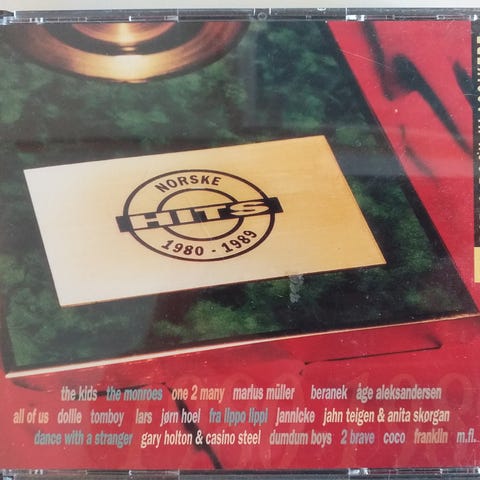 NORSKE
HITS
1980 - 1989
the kids the monroes one 2 many marius müller beranek åge aleksandersen
all of us dollie tomboy lars jørn hoel fra lippo lippi jannicke jahn teigen & anita skorgan
dance with a stranger gary holton & casino steel dumdum boys 2 brave coco franklin m.fl.